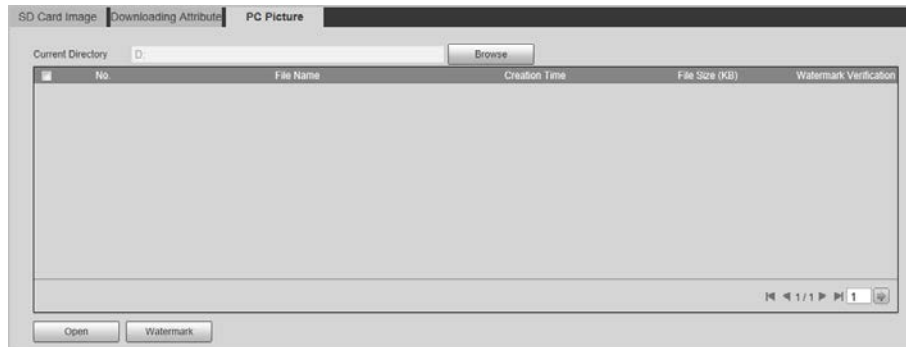 SD Card Image Downloading Attribute PC Picture
Current Directory D: Browse
No. File Name Creation Time File Size (KB) Watermark Verification
1 / 1 1
Open Watermark